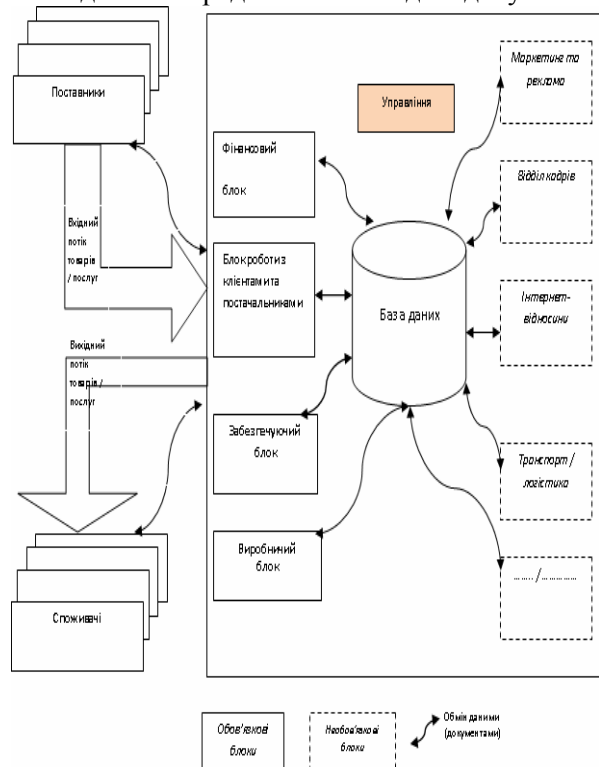 Поставники
Вхідний
потік
товарів
/ послуг
Вихідний
потік
товарів /
послуг
Споживачі
Управління
Фінансовий
блок
Блок роботи з
клієнтами та
постачальниками
Забезпечуючий
блок
Виробничий
блок
База даних
Маркетинг та
реклама
Відділ кадрів
Інтернет-
відносини
Транспорт /
логістика
........ / ..............
Обов'язкові
блоки
Необов'язкові
блоки
Обмін даними
(документами)